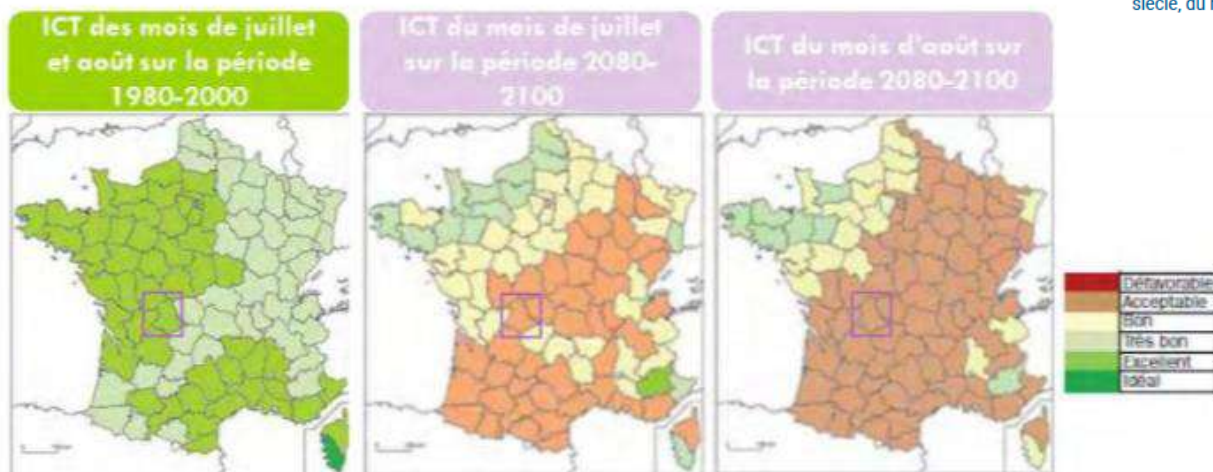 siècle, du
ICT des mois de juillet
et août sur la période
1980-2000
ICT du mois de juillet
sur la période 2080-
2100
ICT du mois d'août sur
la période 2080-2100
Défavorable
Acceptable
Bon
Très bon
Excellent
Idéal